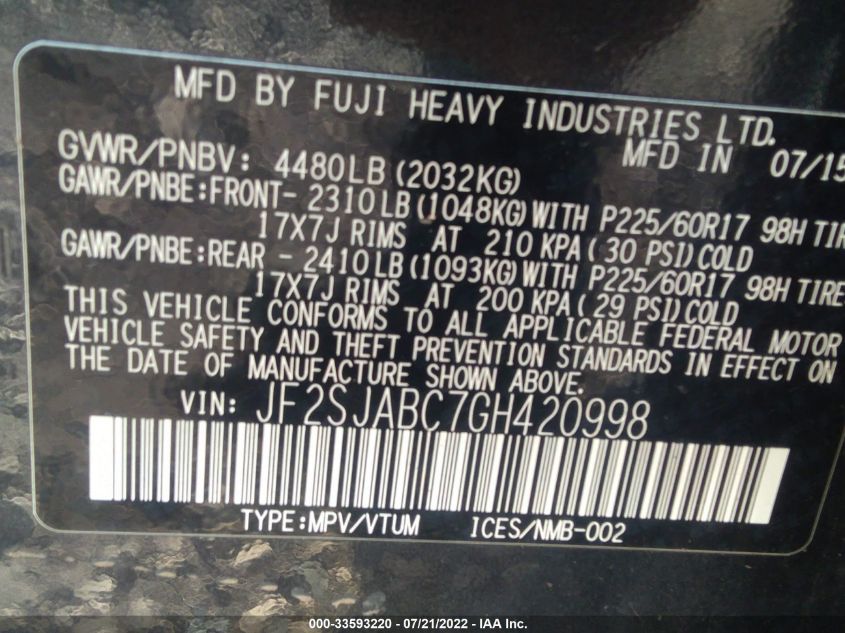 MFD BY FUJI HEAVY INDUSTRIES LTD.
MFD IN 07/15
GVWR/PNBV: 4480LB (2032KG)
GAWR/PNBE:FRONT- 2310LB (1048KG) WITH P225/60R17 98H TIR
17X7J RIMS AT 210 KPA (30 PSI) COLD
GAWR/PNBE:REAR - 2410LB (1093KG) WITH P225/60R17 98H TIRE
17X7J RIMS AT 200 KPA (29 PSI) COLD
THIS VEHICLE CONFORMS TO ALL APPLICABLE FEDERAL MOTOR
VEHICLE SAFETY AND THEFT PREVENTION STANDARDS IN EFFECT ON
THE DATE OF MANUFACTURE SHOWN ABOVE.
VIN: JF2SJABC7GH420998
TYPE:MPV/VTUM ICES/NMB-002
000-33593220 - 07/21/2022 - IAA Inc.